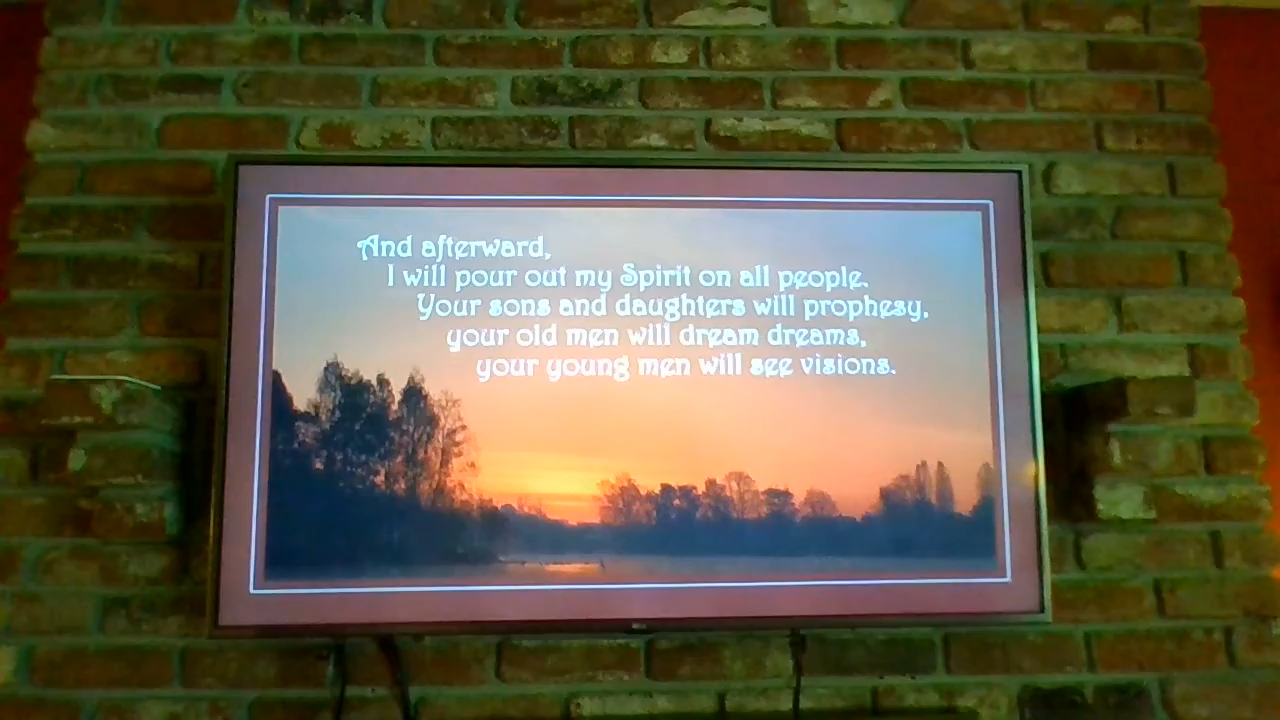 And afterward,
I will pour out my Spirit on all people.
Your sons and daughters will prophesy,
your old men will dream dreams,
your young men will see visions.